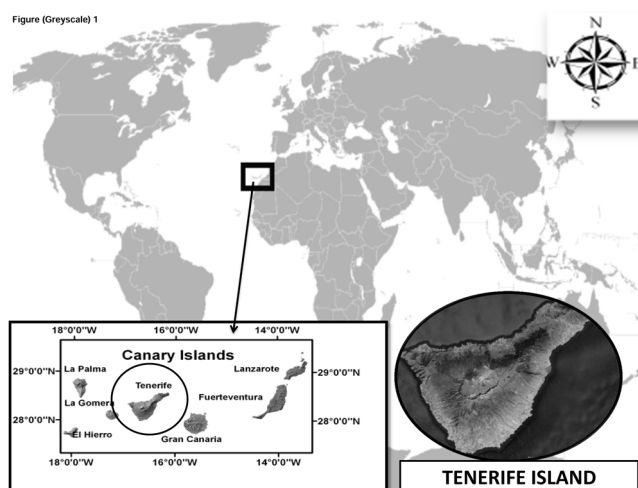 Figure (Greyscale) 1
N
W E
S
18°0'0"W 16°0'0"W 14°0'0"W
Canary Islands
La Palma
Lanzarote
29°0'0"N
29°0'0"N
Tenerife
La Gomera
Fuerteventura
28°0'0"N
28°0'0"N
El Hierro
Gran Canaria
18°0'0"W 16°0'0"W 14°0'0"W
TENERIFE ISLAND